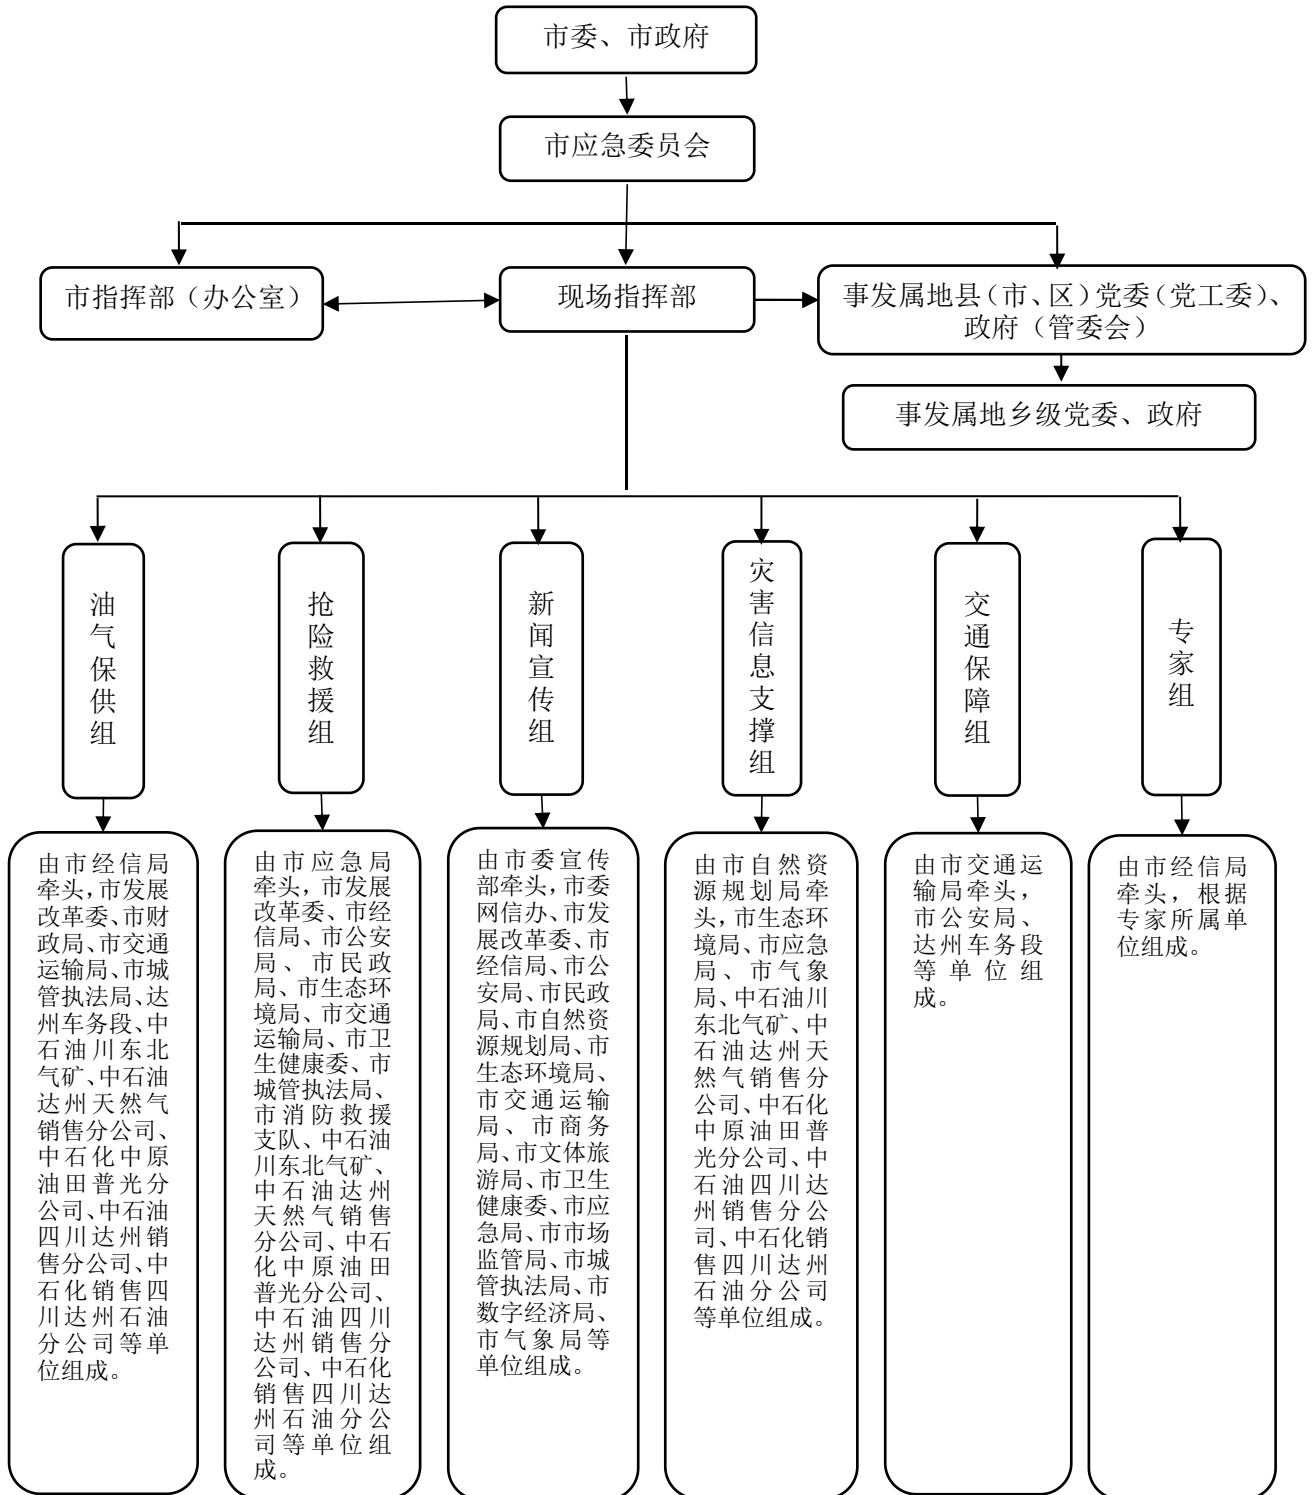 市委、市政府
市应急委员会
市指挥部（办公室）
现场指挥部
事发属地县（市、区）党委（党工委）、
政府（管委会）
事发属地乡级党委、政府
油气保供组
抢险救援组
新闻宣传组
灾害信息支撑组
交通保障组
专家组
由市经信局
牵头，市发展
改革委、市财
政局、市交通
运输局、市城
管执法局、达
州车务段、中
石油川东北
气矿、中石油
达州天然气
销售分公司、
中石化中原
油田普光分
公司、中石油
四川达州销
售分公司、中
石化销售四
川达州石油
分公司等单
位组成。
由市应急局
牵头，市发展
改革委、市经
信局、市公安
局、市民政
局、市生态环
境局、市交通
运输局、市卫
生健康委、市
城管执法局、
市消防救援
支队、中石油
川东北气矿、
中石油达州
天然气销售
分公司、中石
化中原油田
普光分公司、
中石油四川
达州销售分
公司、中石化
销售四川达
州石油分公
司等单位组
成。
由市委宣传
部牵头，市委
网信办、市发
展改革委、市
经信局、市公
安局、市民政
局、市自然资
源规划局、市
生态环境局、
市交通运输
局、市商务
局、市文体旅
游局、市卫生
健康委、市应
急局、市市场
监管局、市城
管执法局、市
数字经济局、
市气象局等
单位组成。
由市自然资
源规划局牵
头，市生态环
境局、市应急
局、市气象
局、中石油川
东北气矿、中
石油达州天
然气销售分
公司、中石化
中原油田普
光分公司、中
石油四川达
州销售分公
司、中石化销
售四川达州
石油分公司
等单位组成。
由市交通运
输局牵头，
市公安局、
达州车务段
等单位组
成。
由市经信局
牵头，根据
专家所属单
位组成。